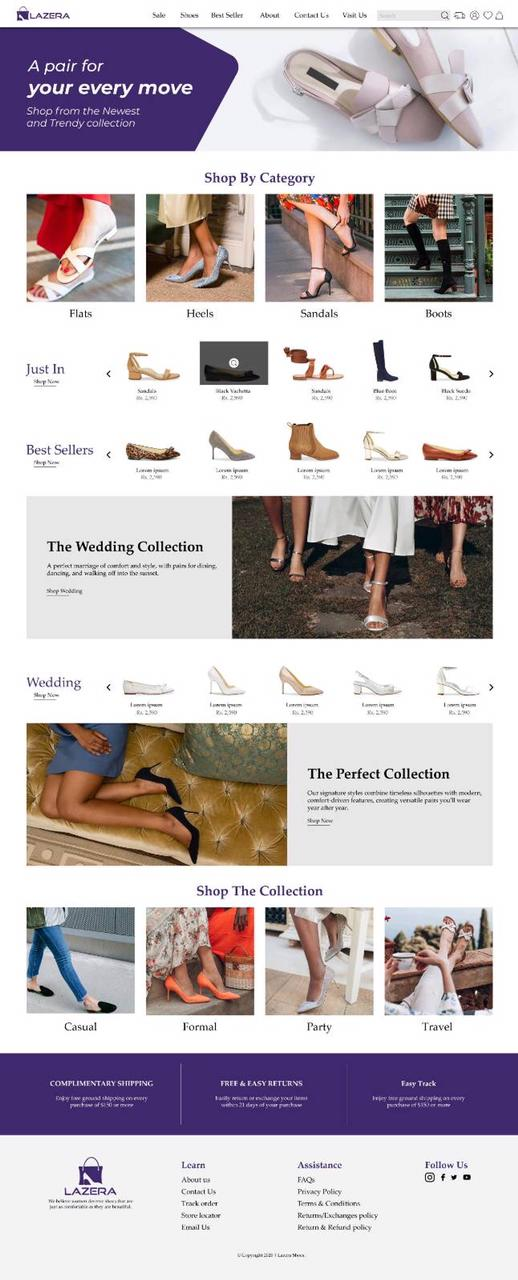 LAZERA
Sale Shoes Best Seller About Contact Us Visit Us
Search
A pair for
your every move
Shop from the Newest
and Trendy collection
Shop By Category
Flats Heels Sandals Boots
Just In
Shop Now
Sandals Black Vachetta Sandals Blue Boot Black Suede
Rs. 2,590 Rs. 2,590 Rs. 2,590 Rs. 2,590 Rs. 2,590
Best Sellers
Shop Now
Lorem ipsum Lorem ipsum Lorem ipsum Lorem ipsum Lorem ipsum
Rs. 2,590 Rs. 2,590 Rs. 2,590 Rs. 2,590 Rs. 2,590
The Wedding Collection
A perfect marriage of comfort and style, with pairs for dining,
dancing, and walking off into the sunset.
Shop Wedding
Wedding
Shop Now
Lorem ipsum Lorem ipsum Lorem ipsum Lorem ipsum Lorem ipsum
Rs. 2,590 Rs. 2,590 Rs. 2,590 Rs. 2,590 Rs. 2,590
The Perfect Collection
Our signature styles combine timeless silhouettes with modern,
comfort-driven features, creating versatile pairs you'll wear
year after year.
Shop Now
Shop The Collection
Casual Formal Party Travel
COMPLIMENTARY SHIPPING
Enjoy free ground shipping on every
purchase of $150 or more
FREE & EASY RETURNS
Easily return or exchange your items
within 21 days of your purchase
Easy Track
Enjoy free ground shipping on every
purchase of $150 or more
LAZERA
We believe women deserve shoes that are
just as comfortable as they are beautiful.
Learn
About us
Contact Us
Track order
Store locator
Email Us
Assistance
FAQs
Privacy Policy
Terms & Conditions
Returns/Exchanges policy
Return & Refund policy
Follow Us
© Copyright 2020 | Lazera Shoes.